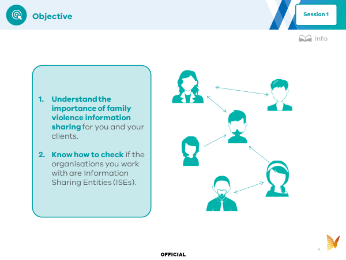 Objective
Session 1
Info
1. Understand the
importance of family
violence information
sharing for you and your
clients.
2. Know how to check if the
organisations you work
with are Information
Sharing Entities (ISEs).
OFFICIAL